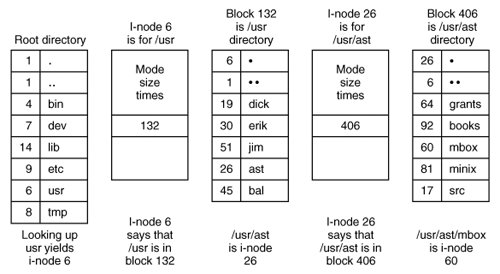 Root directory
1 .
1 ..
4 bin
7 dev
14 lib
9 etc
6 usr
8 tmp
Looking up
usr yields
i-node 6
I-node 6
is for /usr
Mode
size
times
132
I-node 6
says that
/usr is in
block 132
Block 132
is /usr
directory
6 •
1 ••
19 dick
30 erik
51 jim
26 ast
45 bal
/usr/ast
is i-node
26
I-node 26
is for
/usr/ast
Mode
size
times
406
I-node 26
says that
/usr/ast is in
block 406
Block 406
is /usr/ast
directory
26 •
6 ••
64 grants
92 books
60 mbox
81 minix
17 src
/usr/ast/mbox
is i-node
60